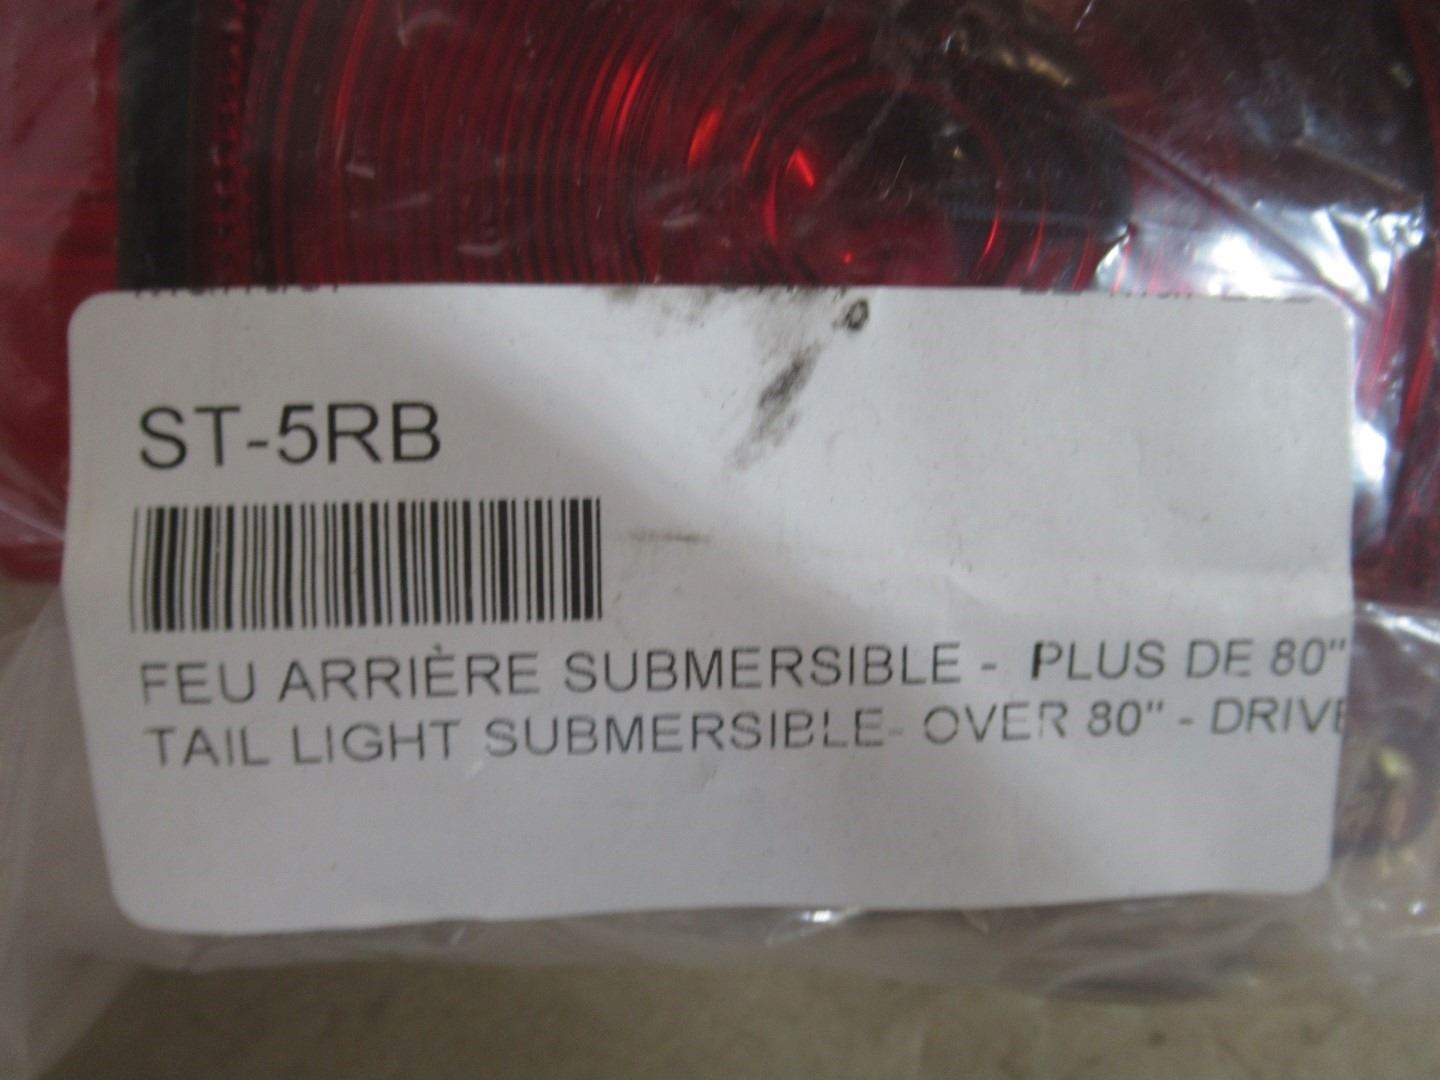 ST-5RB
FEU ARRIÈRE SUBMERSIBLE - PLUS DE 80"
TAIL LIGHT SUBMERSIBLE- OVER 80" - DRIVE